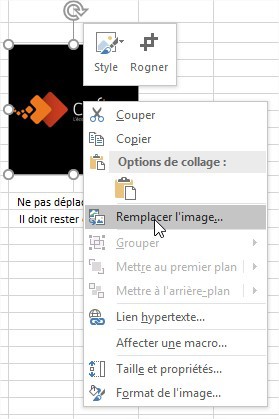 Style
Rogner
Couper
Copier
Options de collage :
Ne pas déplac
Il doit rester
Remplacer l'image...
Grouper
Mettre au premier plan
Mettre à l'arrière-plan
Lien hypertexte...
Affecter une macro...
Taille et propriétés...
Format de l'image...